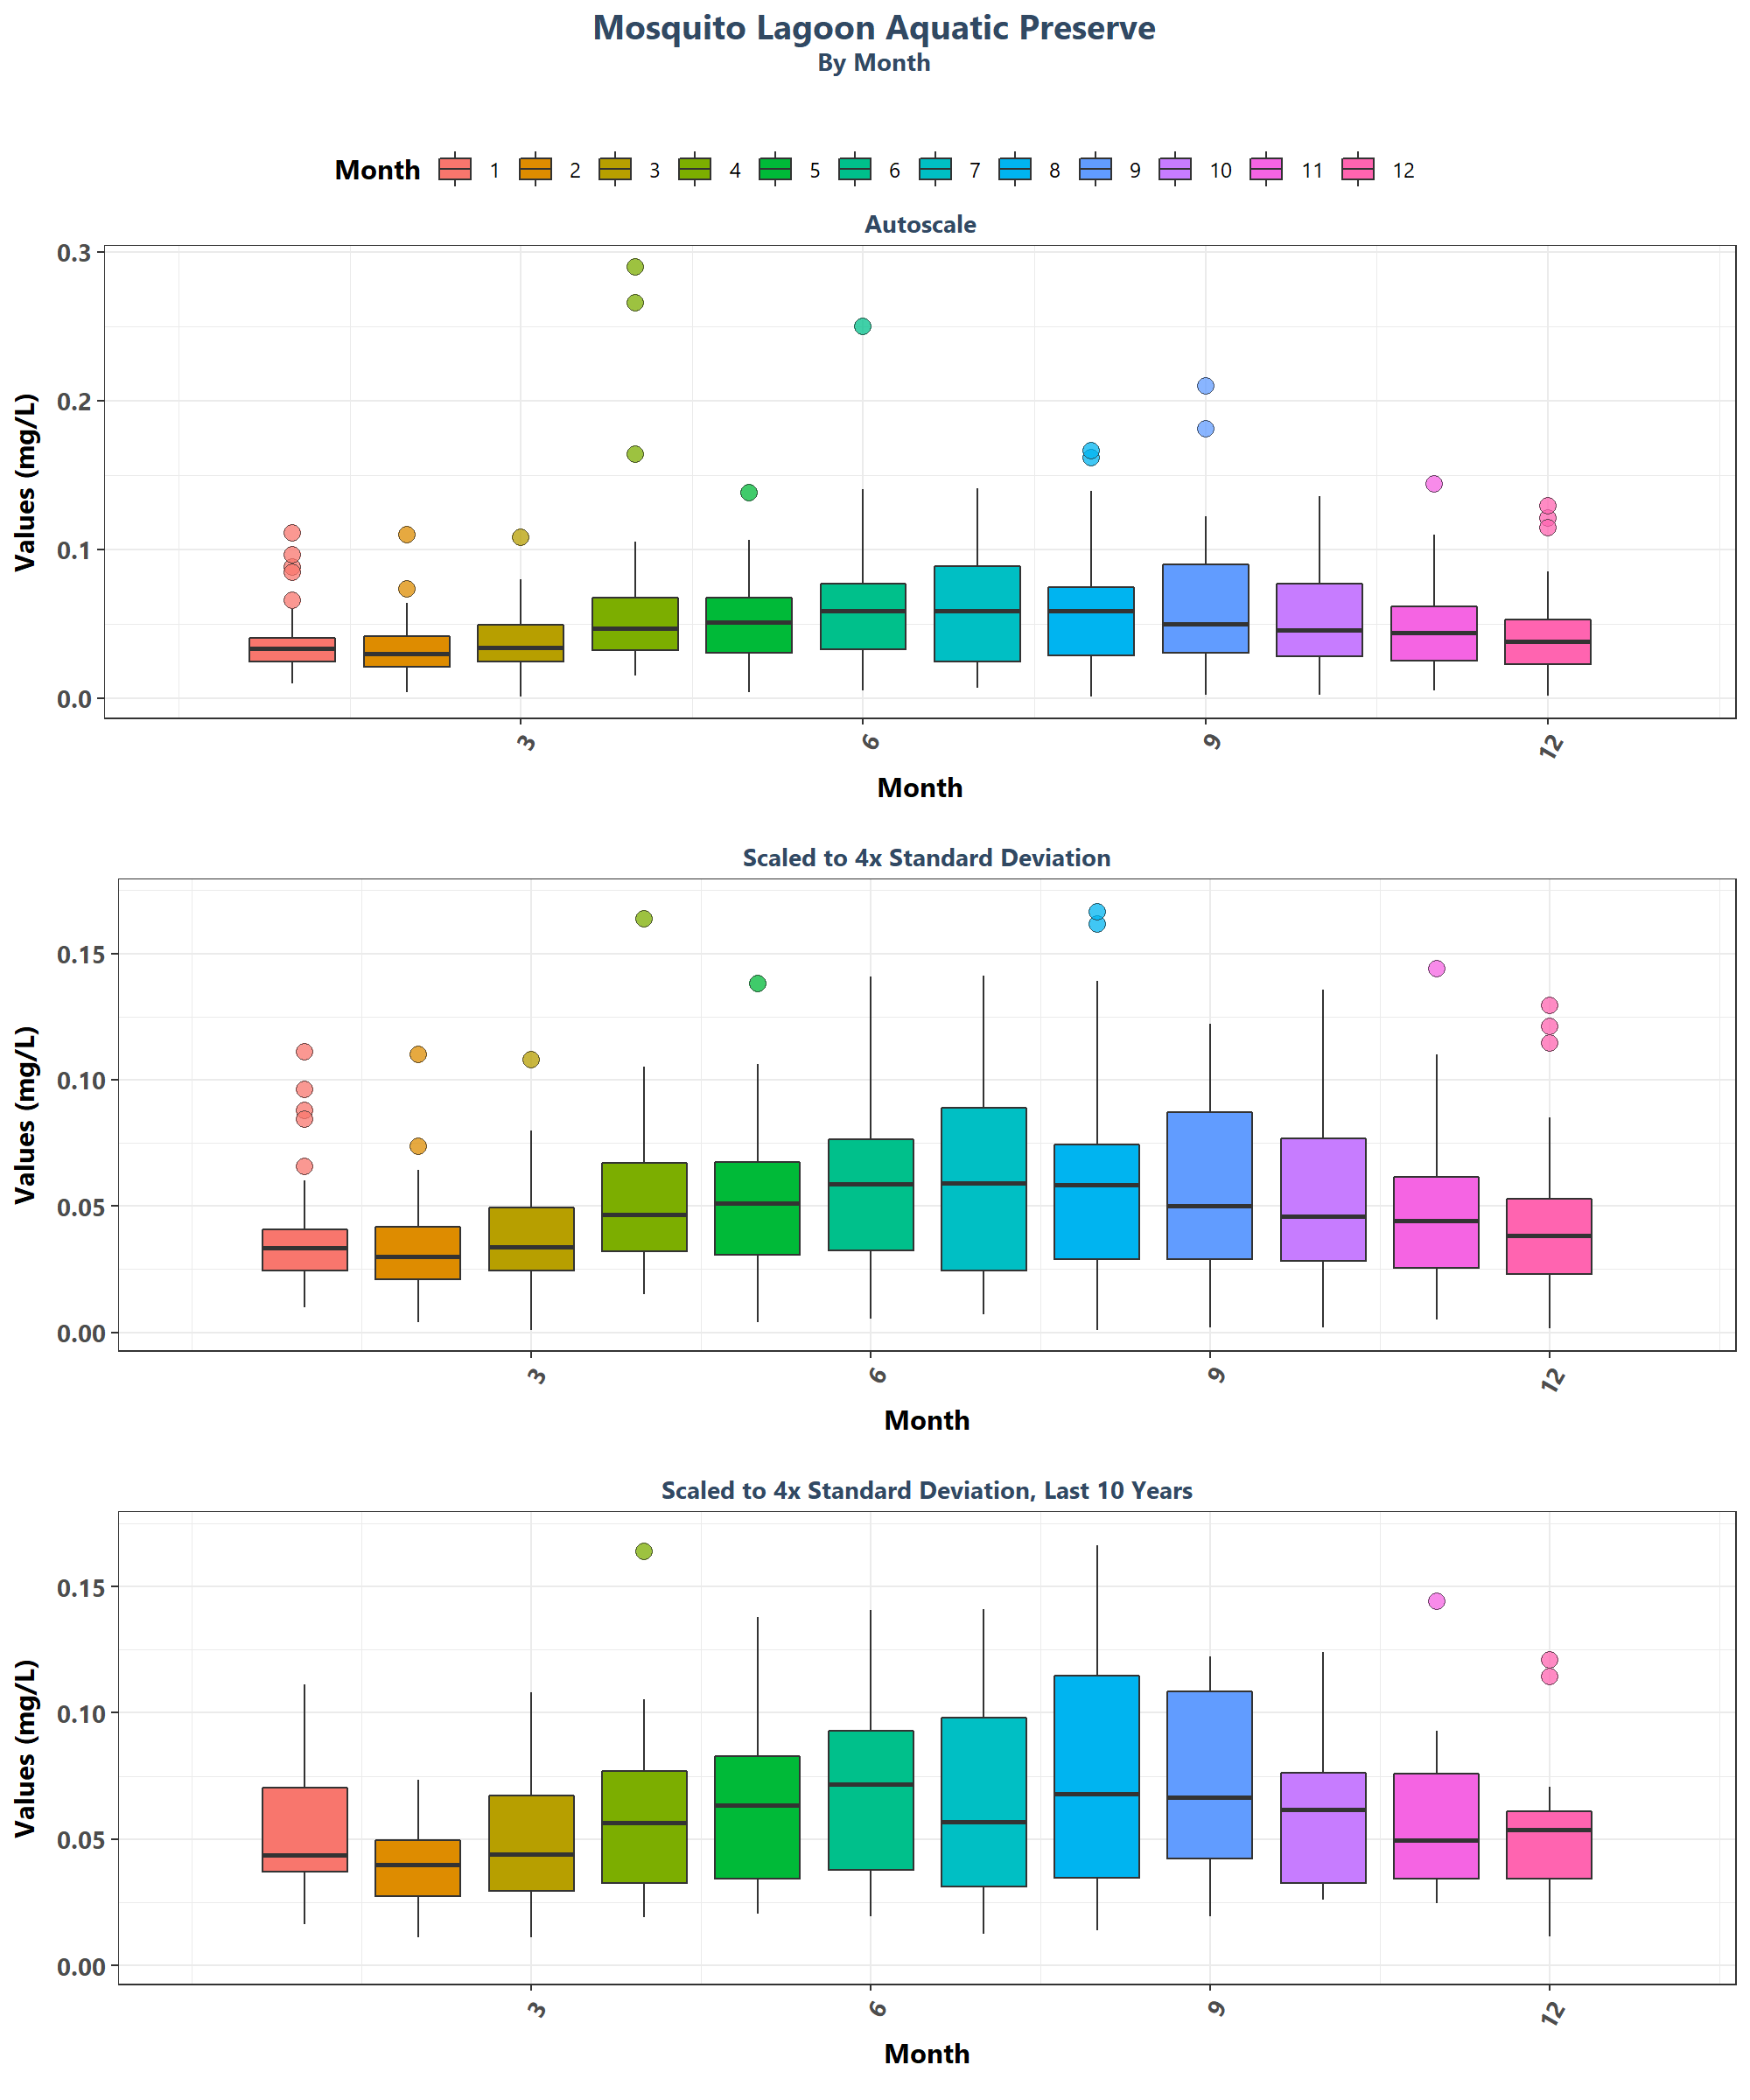 Mosquito Lagoon Aquatic Preserve
By Month
Month 1 2 3 4 5 6 7 8 9 10 11 12
Autoscale
Values (mg/L)
0.3
0.2
0.1
0.0
3 6 9 12
Month
Scaled to 4x Standard Deviation
Values (mg/L)
0.15
0.10
0.05
0.00
3 6 9 12
Month
Scaled to 4x Standard Deviation, Last 10 Years
Values (mg/L)
0.15
0.10
0.05
0.00
3 6 9 12
Month